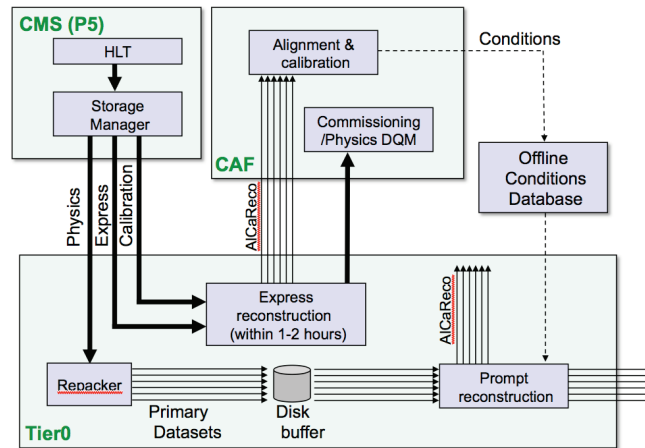 CMS (P5)
HLT
Storage
Manager
Physics
Express
Calibration
Alignment &
calibration
Commissioning
/Physics DQM
CAF
AlCaReco
Conditions
Offline
Conditions
Database
Express
reconstruction
(within 1-2 hours)
AlCaReco
Repacker
Primary
Datasets
Disk
buffer
Prompt
reconstruction
Tier0